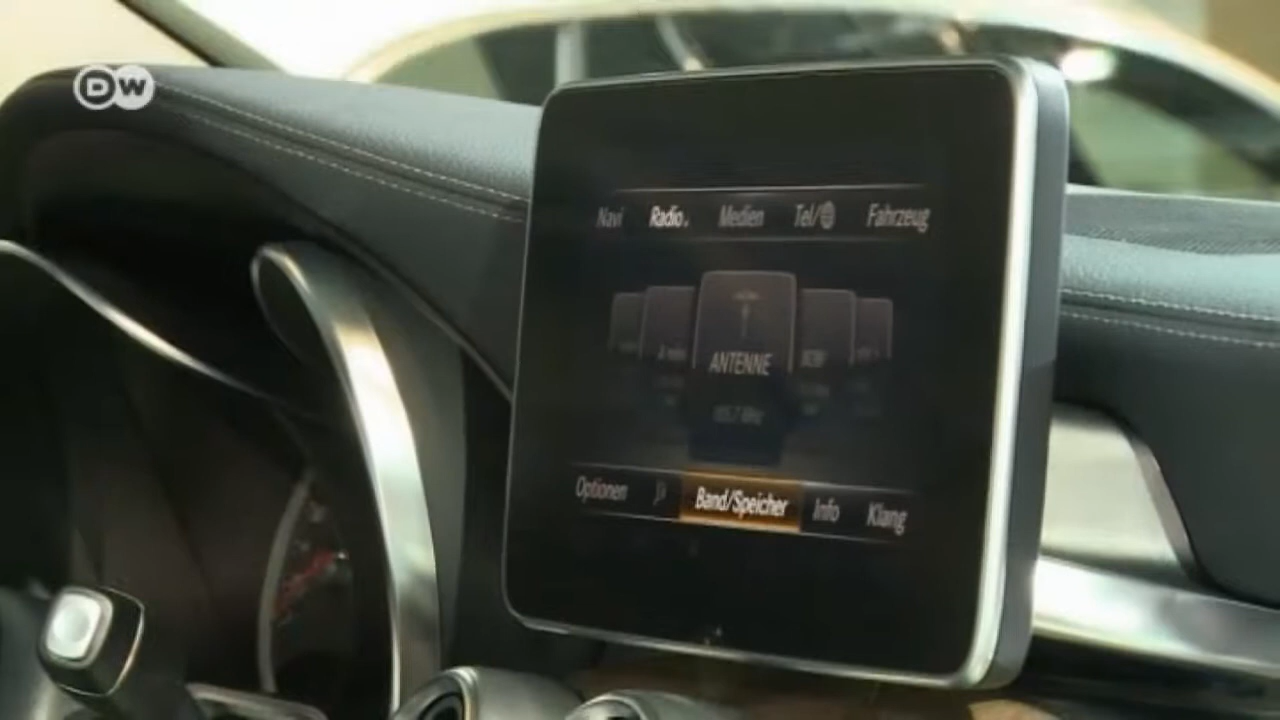 DW
Navi Radio Medien Tel/ Fahrzeug
ANTENNE
Optionen Band/Speicher Info Klang